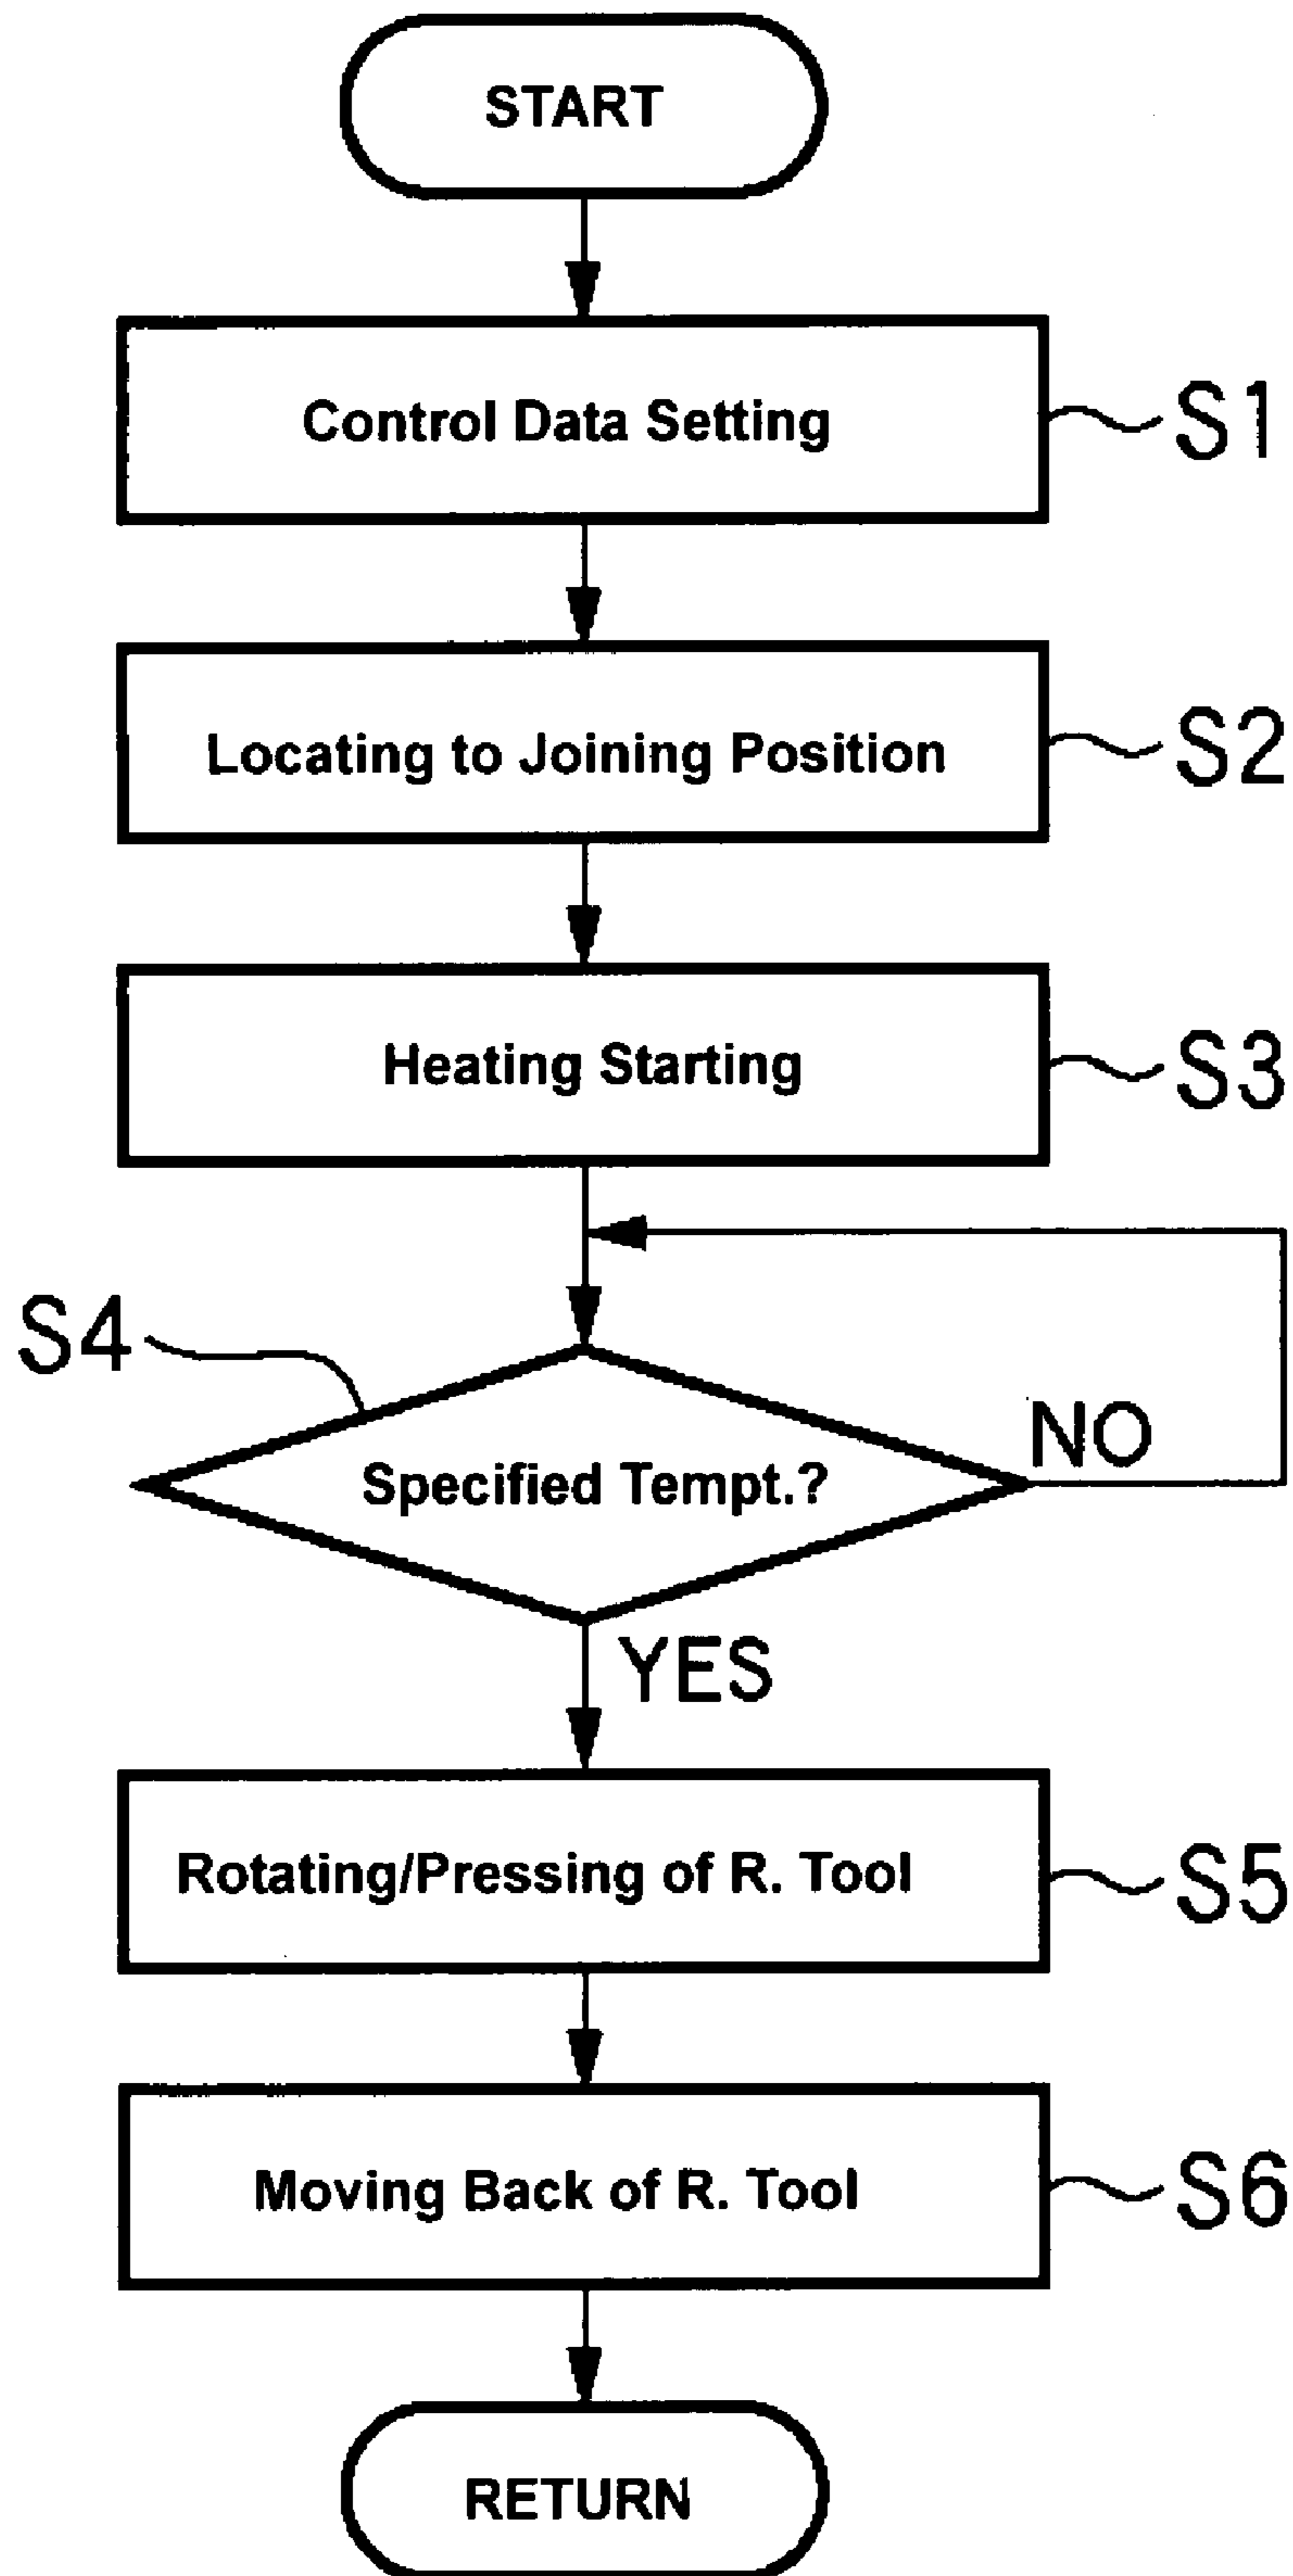 START
Control Data Setting
S1
Locating to Joining Position
S2
Heating Starting
S3
S4
Specified Tempt.?
NO
YES
Rotating/Pressing of R. Tool
S5
Moving Back of R. Tool
S6
RETURN